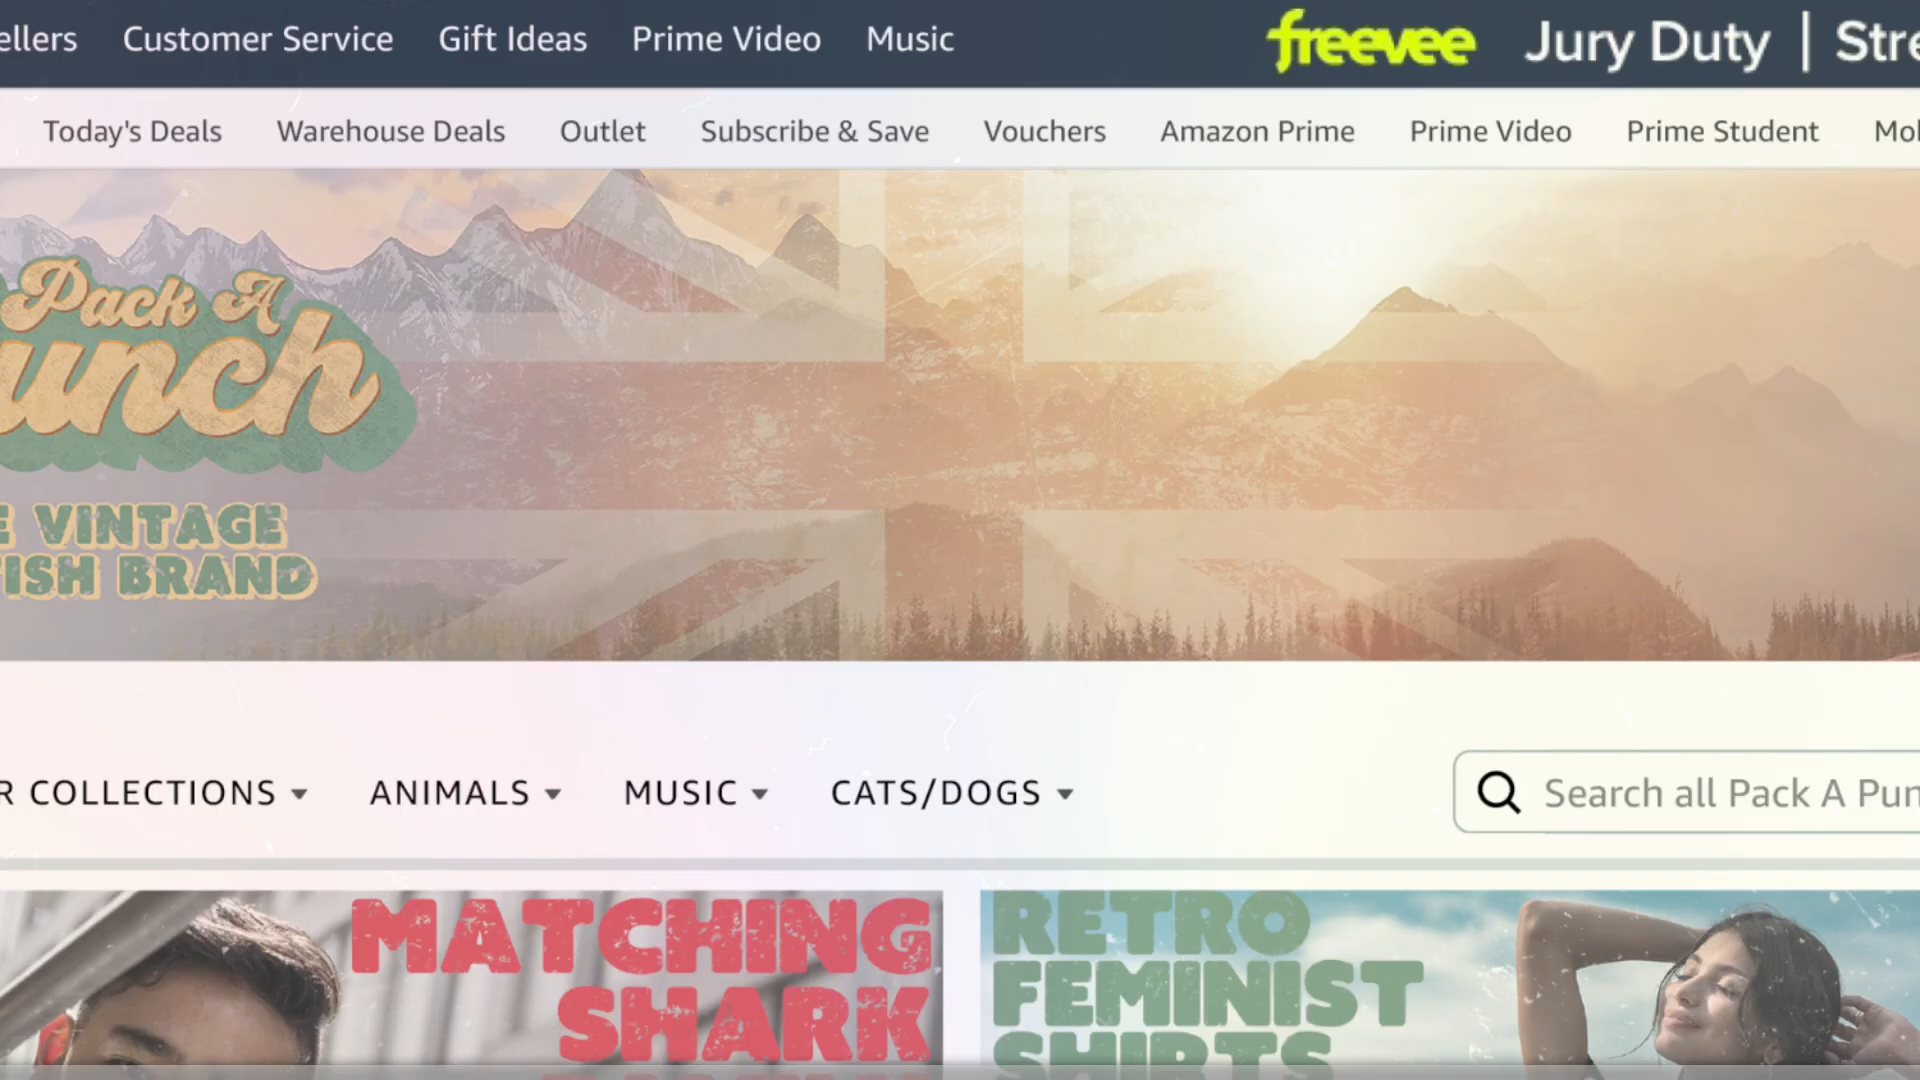 ellers Customer Service Gift Ideas Prime Video Music freevee Jury Duty | Stre
Today's Deals Warehouse Deals Outlet Subscribe & Save Vouchers Amazon Prime Prime Video Prime Student Mo
Pack A
unch
E VINTAGE
ISH BRAND
R COLLECTIONS ANIMALS MUSIC CATS/DOGS Search all Pack A Pun
MATCHING
SHARK
RETRO
FEMINIST
SHIRTS